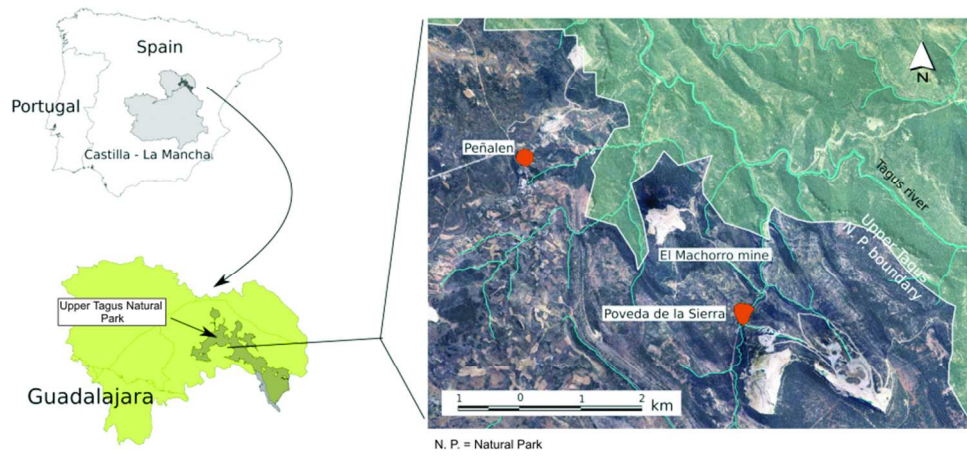 Spain
Portugal
Castilla - La Mancha
Upper Tagus Natural
Park
Guadalajara
N
Peñalen
Tagus river
Upper Tagus
N. P. boundary
El Machorro mine
Poveda de la Sierra
1 0 1 2
km
N. P. = Natural Park